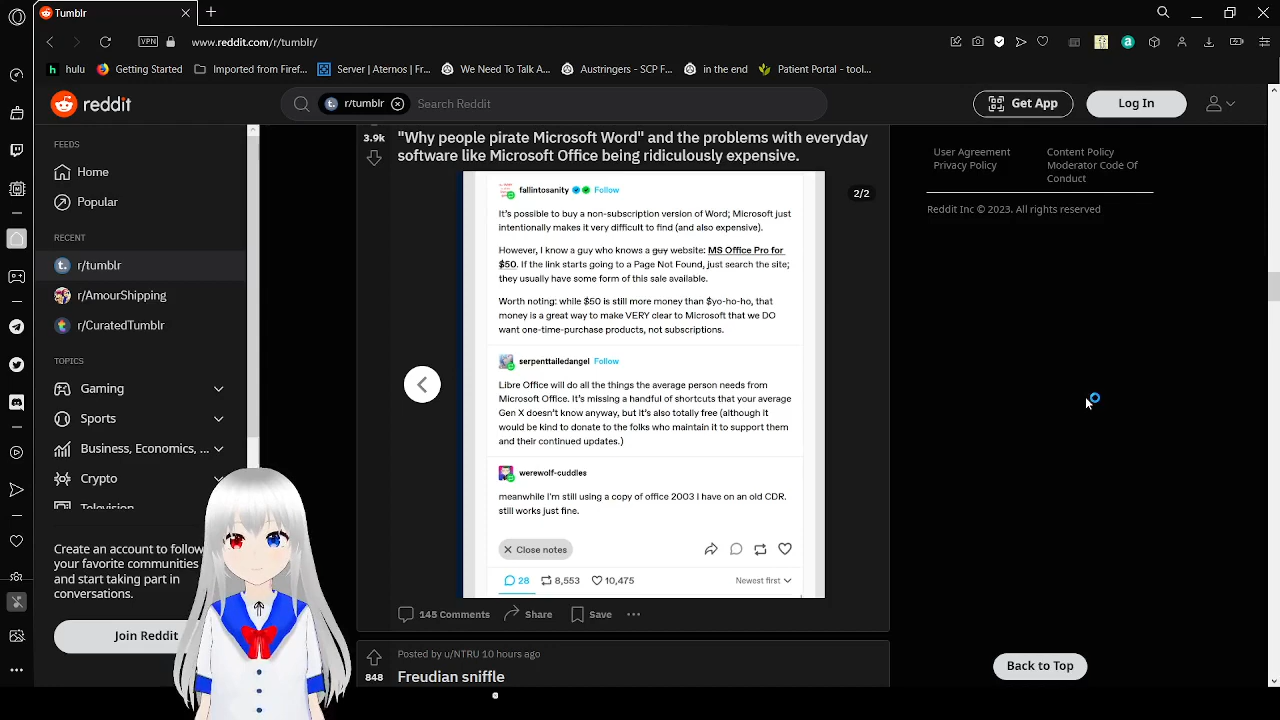 Tumblr
VPN
www.reddit.com/r/tumblr/
hulu
Getting Started
Imported from Firef...
Server | Aternos | Fr...
We Need To Talk A...
Austringers - SCP F...
in the end
Patient Portal - tool...
reddit
r/tumblr
Search Reddit
Get App
Log In
FEEDS
Home
Popular
RECENT
r/tumblr
r/AmourShipping
r/CuratedTumblr
TOPICS
Gaming
Sports
Business, Economics, ...
Crypto
Television
Create an account to follow
your favorite communities
and start taking part in
conversations.
Join Reddit
3.9k
"Why people pirate Microsoft Word" and the problems with everyday
software like Microsoft Office being ridiculously expensive.
2/2
fallintosanity Follow
It's possible to buy a non-subscription version of Word; Microsoft just
intentionally makes it very difficult to find (and also expensive).
However, I know a guy who knows a guy website: MS Office Pro for
$50. If the link starts going to a Page Not Found, just search the site;
they usually have some form of this sale available.
Worth noting: while $50 is still more money than $yo-ho-ho, that
money is a great way to make VERY clear to Microsoft that we DO
want one-time-purchase products, not subscriptions.
serpenttailedangel Follow
Libre Office will do all the things the average person needs from
Microsoft Office. It's missing a handful of shortcuts that your average
Gen X doesn't know anyway, but it's also totally free (although it
would be kind to donate to the folks who maintain it to support them
and their continued updates.)
werewolf-cuddles
meanwhile I'm still using a copy of office 2003 I have on an old CDR.
still works just fine.
Close notes
28 8,553 10,475
Newest first
145 Comments
Share
Save
Posted by u/NTRU 10 hours ago
848
Freudian sniffle
User Agreement
Privacy Policy
Content Policy
Moderator Code Of
Conduct
Reddit Inc © 2023. All rights reserved
Back to Top